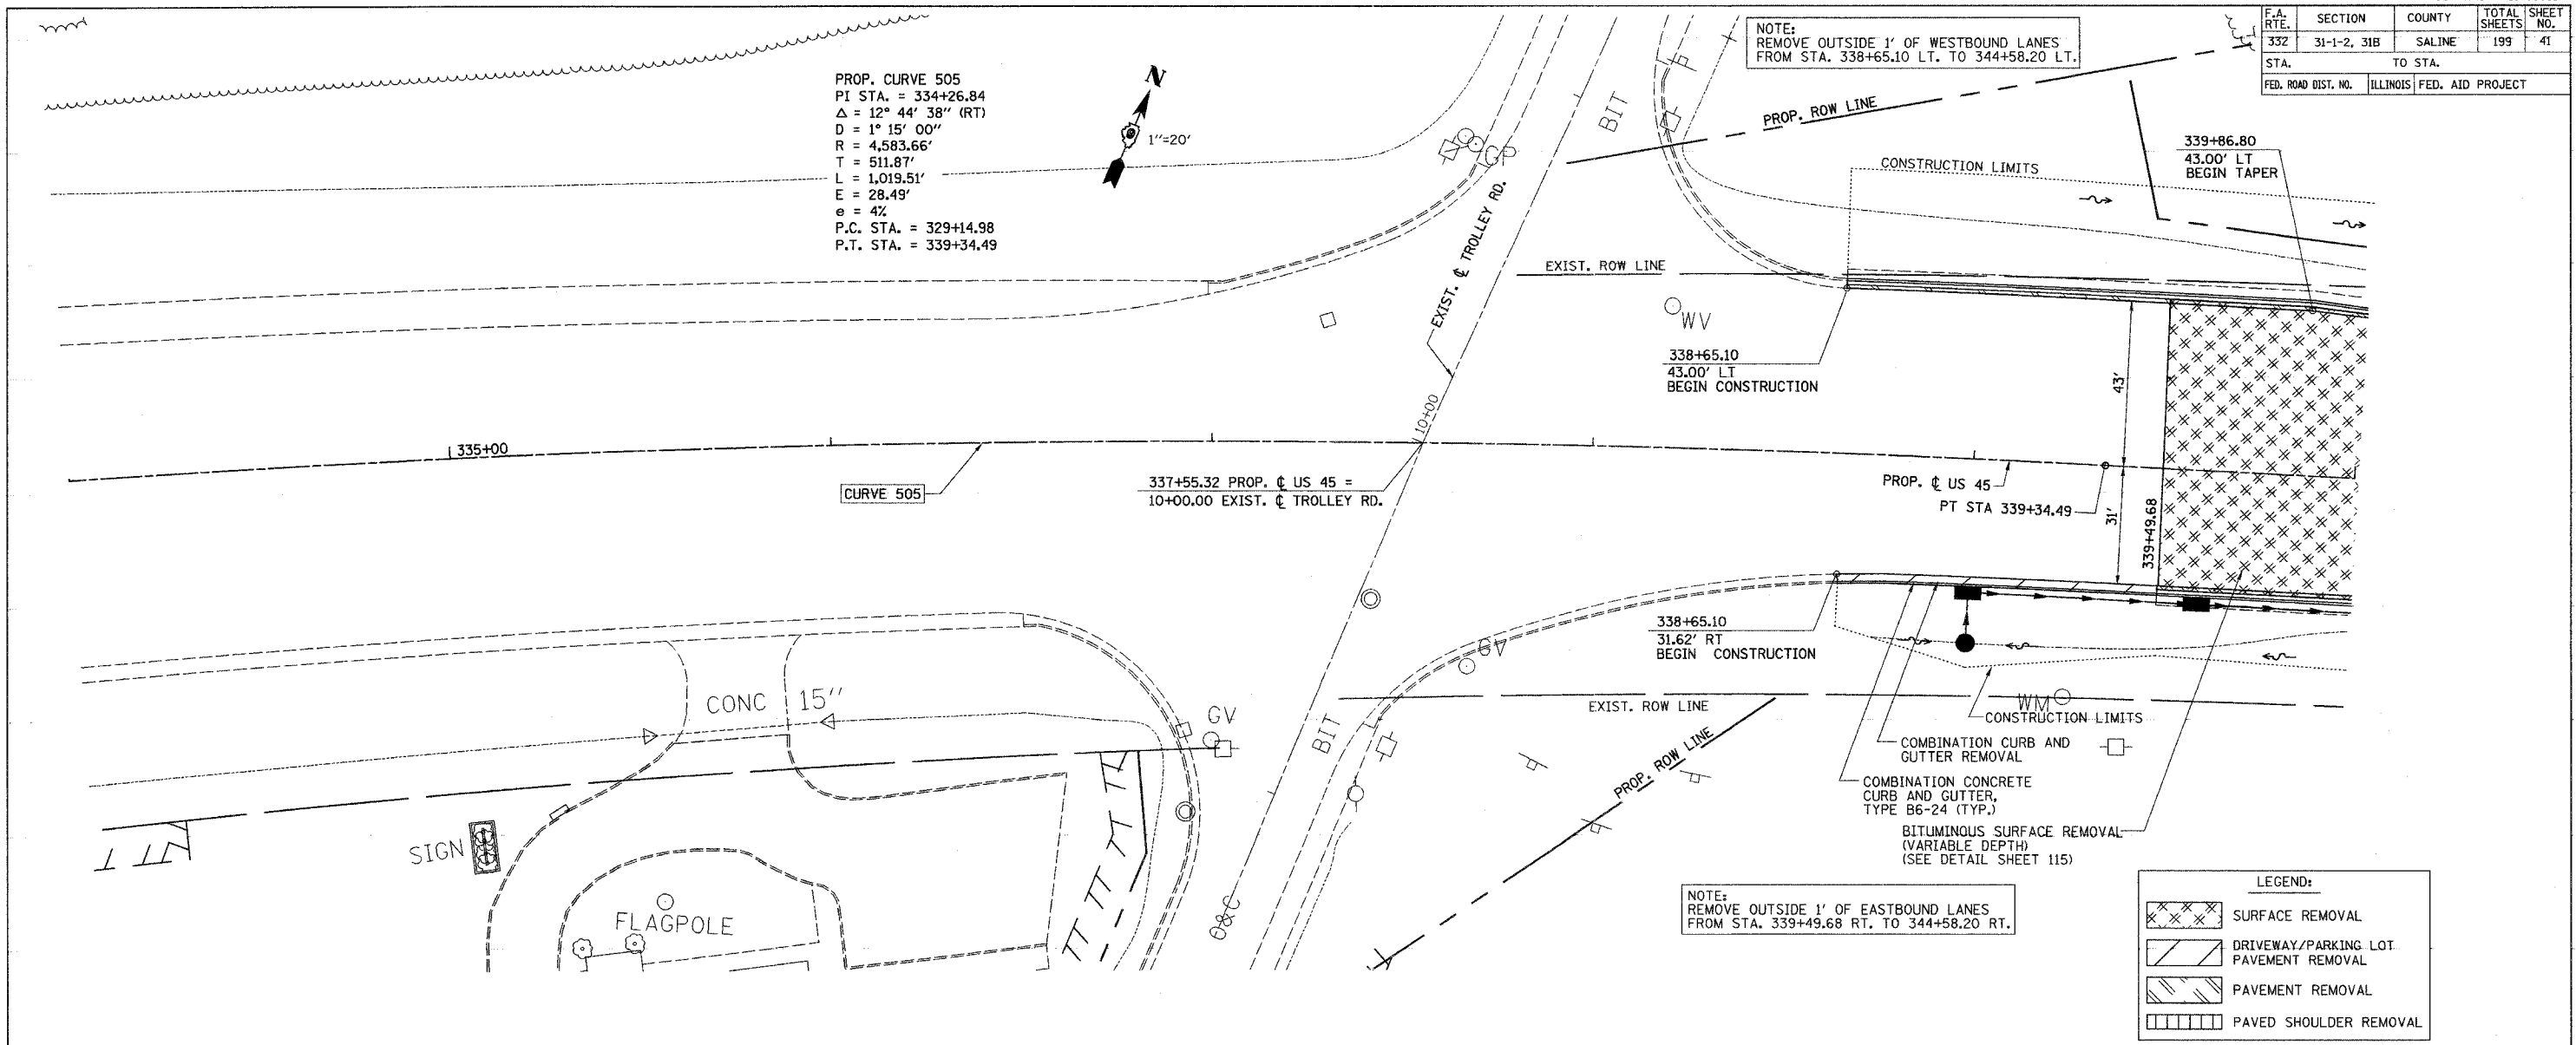 F.A. RTE. SECTION COUNTY TOTAL SHEETS SHEET NO.
332 31-1-2, 31B SALINE 199 41
STA. TO STA.
FED. ROAD DIST. NO. ILLINOIS FED. AID PROJECT
NOTE:
REMOVE OUTSIDE 1' OF WESTBOUND LANES
FROM STA. 338+65.10 LT. TO 344+58.20 LT.
PROP. CURVE 505
PI STA. = 334+26.84
Δ = 12° 44' 38" (RT)
D = 1° 15' 00"
R = 4,583.66'
T = 511.87'
L = 1,019.51'
E = 28.49'
e = 4%
P.C. STA. = 329+14.98
P.T. STA. = 339+34.49
N
1"=20'
GP
BIT
PROP. ROW LINE
CONSTRUCTION LIMITS
339+86.80
43.00' LT
BEGIN TAPER
EXIST. ℄ TROLLEY RD.
EXIST. ROW LINE
WV
338+65.10
43.00' LT
BEGIN CONSTRUCTION
43'
335+00
10+00
CURVE 505
337+55.32 PROP. ℄ US 45 =
10+00.00 EXIST. ℄ TROLLEY RD.
PROP. ℄ US 45
PT STA 339+34.49
31'
339+49.68
338+65.10
31.62' RT
BEGIN CONSTRUCTION
GV
CONC 15"
GV
BIT
EXIST. ROW LINE
WM
CONSTRUCTION LIMITS
PROP. ROW LINE
COMBINATION CURB AND
GUTTER REMOVAL
COMBINATION CONCRETE
CURB AND GUTTER,
TYPE B6-24 (TYP.)
BITUMINOUS SURFACE REMOVAL
(VARIABLE DEPTH)
(SEE DETAIL SHEET 115)
SIGN
FLAGPOLE
O&C
NOTE:
REMOVE OUTSIDE 1' OF EASTBOUND LANES
FROM STA. 339+49.68 RT. TO 344+58.20 RT.
LEGEND:
SURFACE REMOVAL
DRIVEWAY/PARKING LOT
PAVEMENT REMOVAL
PAVEMENT REMOVAL
PAVED SHOULDER REMOVAL